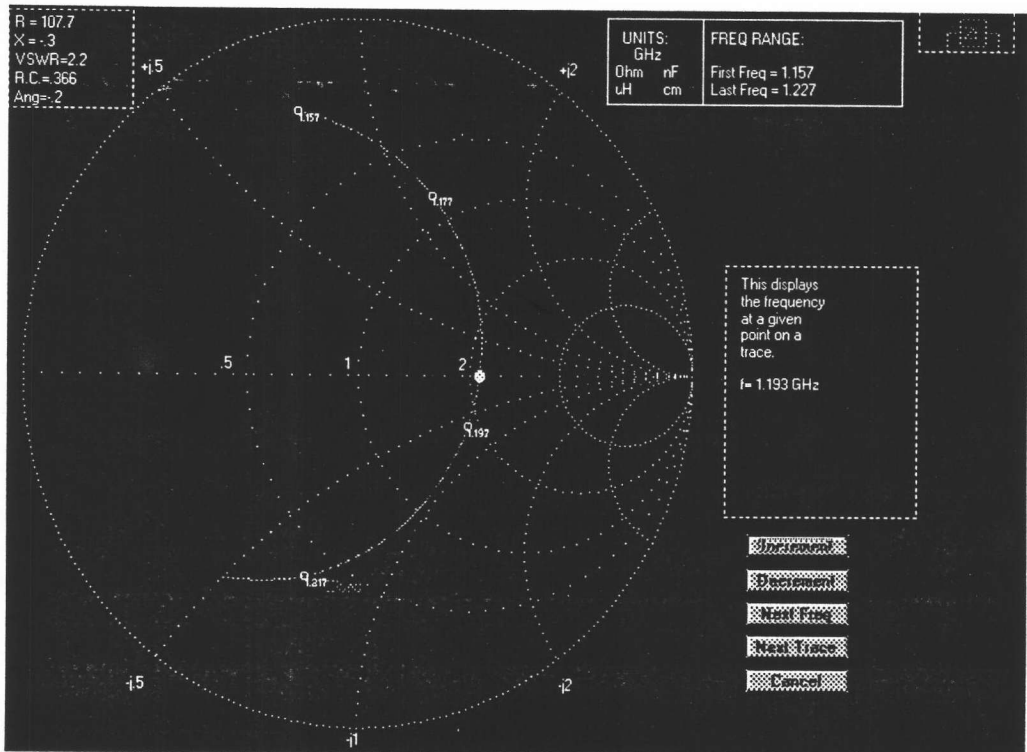 R = 107.7
X = -.3
VSWR=2.2
R.C=.366
Ang=-.2
UNITS:
GHz
Ohm nF
uH cm
FREQ RANGE:
First Freq = 1.157
Last Freq = 1.227
+j.5
+j2
1.157
1.177
.5
1
2
1.197
1.217
-j.5
-j1
-j2
This displays
the frequency
at a given
point on a
trace.
f= 1.193 GHz
Increment
Decrement
Next Freq
Next Trace
Cancel